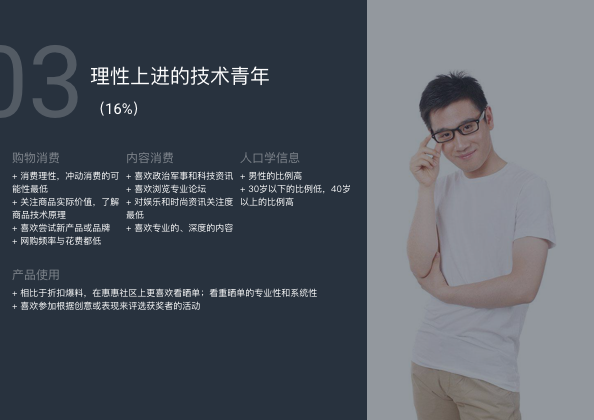 03
理性上进的技术青年
（16%）
购物消费
+ 消费理性，冲动消费的可
能性最低
+ 关注商品实际价值，了解
商品技术原理
+ 喜欢尝试新产品或品牌
+ 网购频率与花费都低
内容消费
+ 喜欢政治军事和科技资讯
+ 喜欢浏览专业论坛
+ 对娱乐和时尚资讯关注度
最低
+ 喜欢专业的、深度的内容
人口学信息
+ 男性的比例高
+ 30岁以下的比例低，40岁
以上的比例高
产品使用
+ 相比于折扣爆料，在惠惠社区上更喜欢看晒单；看重晒单的专业性和系统性
+ 喜欢参加根据创意或表现来评选获奖者的活动